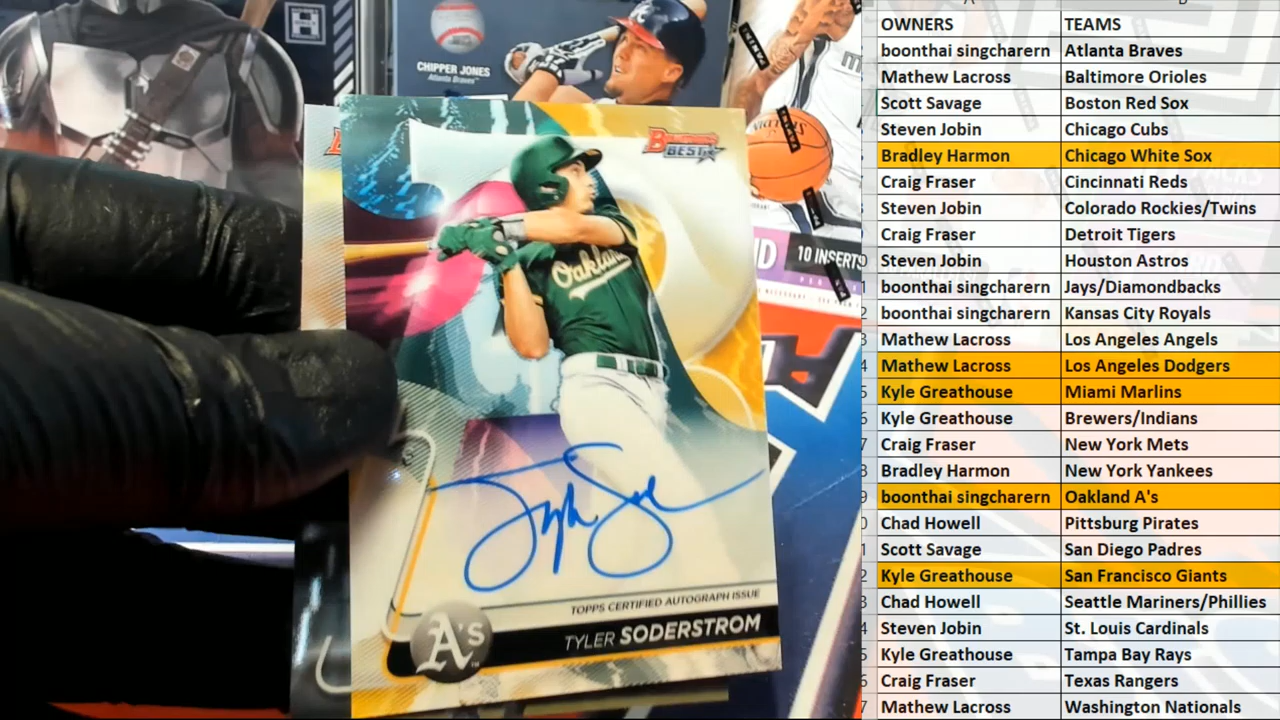 CHIPPER JONES
Atlanta Braves
Bowman's
BEST
Oakland
10 INSERTS
TOPPS CERTIFIED AUTOGRAPH ISSUE
A'S
TYLER SODERSTROM
OWNERS TEAMS
boonthai singcharern Atlanta Braves
Mathew Lacross Baltimore Orioles
Scott Savage Boston Red Sox
Steven Jobin Chicago Cubs
Bradley Harmon Chicago White Sox
Craig Fraser Cincinnati Reds
Steven Jobin Colorado Rockies/Twins
Craig Fraser Detroit Tigers
Steven Jobin Houston Astros
boonthai singcharern Jays/Diamondbacks
boonthai singcharern Kansas City Royals
Mathew Lacross Los Angeles Angels
Mathew Lacross Los Angeles Dodgers
Kyle Greathouse Miami Marlins
Kyle Greathouse Brewers/Indians
Craig Fraser New York Mets
Bradley Harmon New York Yankees
boonthai singcharern Oakland A's
Chad Howell Pittsburg Pirates
Scott Savage San Diego Padres
Kyle Greathouse San Francisco Giants
Chad Howell Seattle Mariners/Phillies
Steven Jobin St. Louis Cardinals
Kyle Greathouse Tampa Bay Rays
Craig Fraser Texas Rangers
Mathew Lacross Washington Nationals